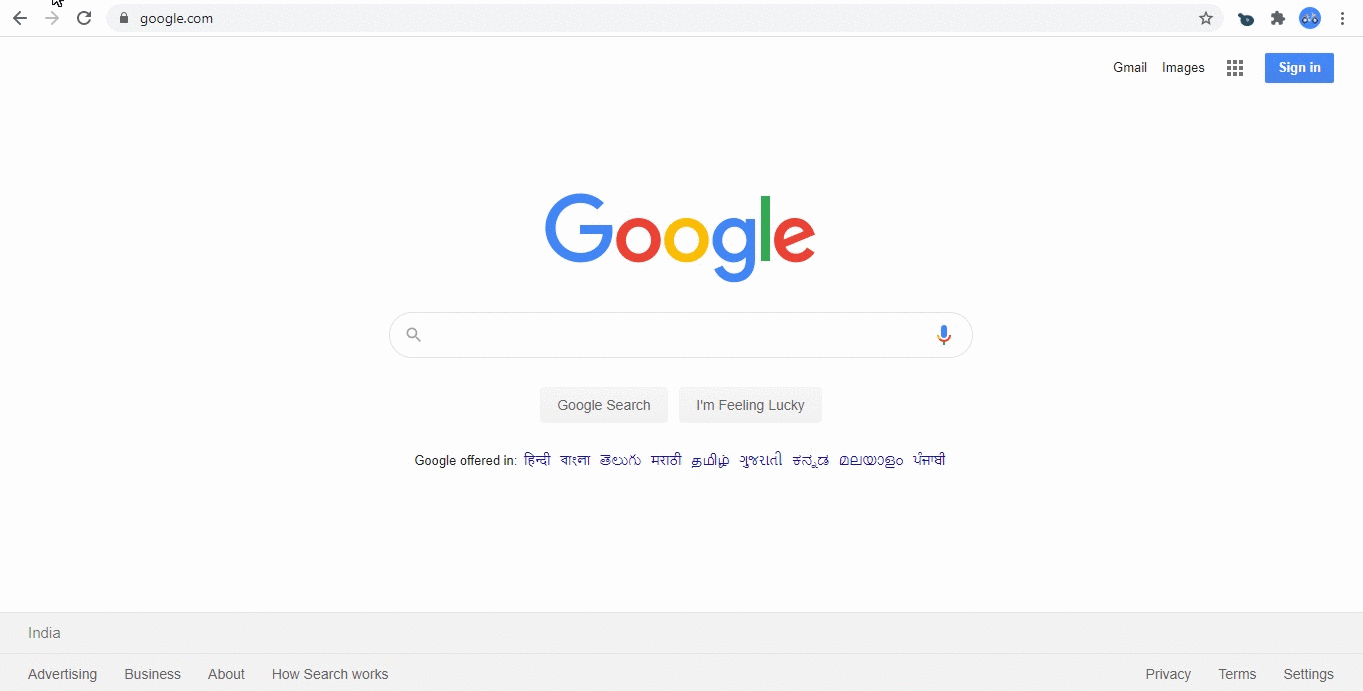 google.com
Gmail Images Sign in
Google
Google Search I'm Feeling Lucky
Google offered in: हिन्दी বাংলা తెలుగు मराठी தமிழ் ગુજરાતી ಕನ್ನಡ മലയാളം ਪੰਜਾਬੀ
India
Advertising Business About How Search works Privacy Terms Settings